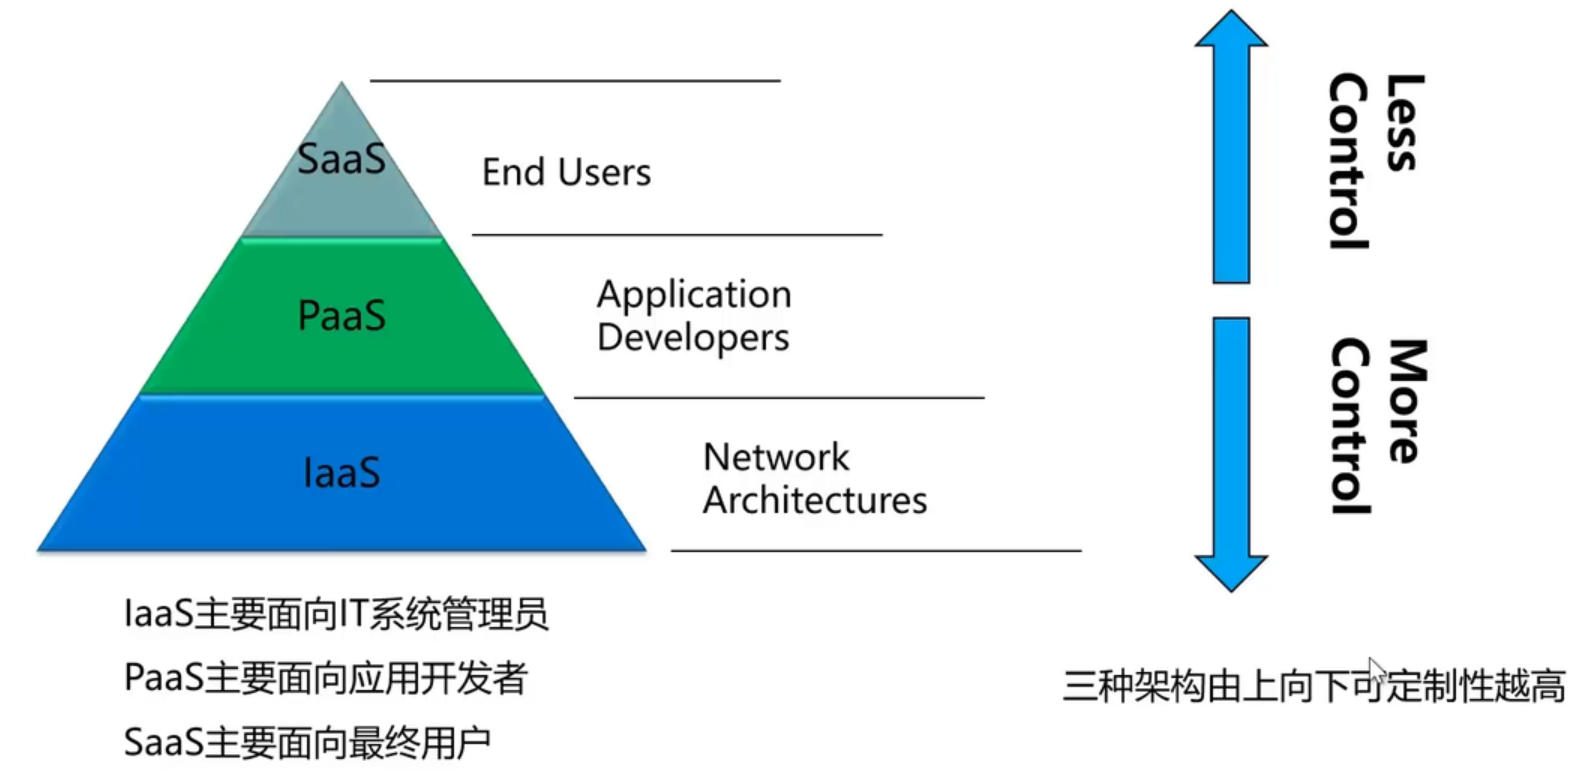 SaaS
End Users
PaaS
Application
Developers
IaaS
Network
Architectures
Less
Control
More
Control
IaaS主要面向IT系统管理员
PaaS主要面向应用开发者
SaaS主要面向最终用户
三种架构由上向下可定制性越高